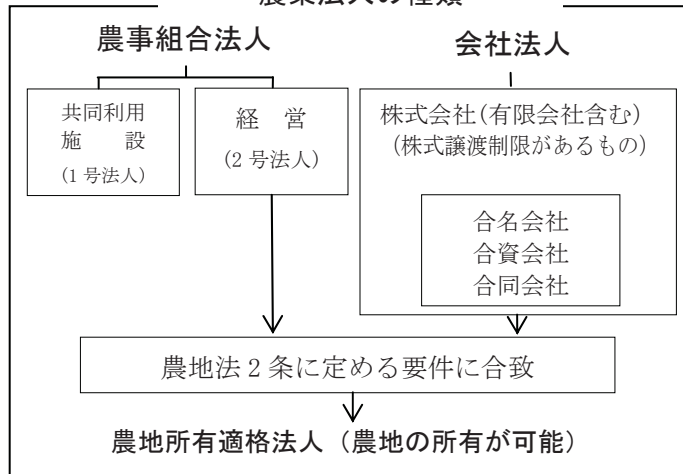 農業法人の種類
農事組合法人
会社法人
共同利用
施　設
(1号法人)
経　営
(2号法人)
株式会社(有限会社含む)
(株式譲渡制限があるもの)
合名会社
合資会社
合同会社
農地法２条に定める要件に合致
農地所有適格法人（農地の所有が可能）